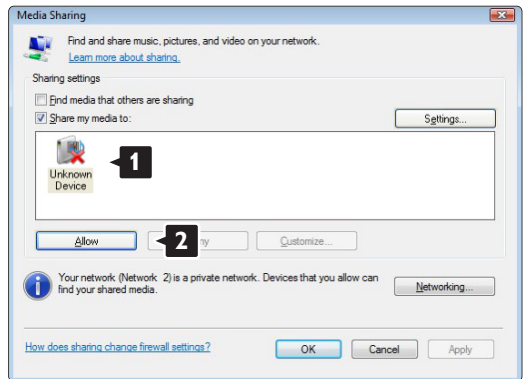 Media Sharing
Find and share music, pictures, and video on your network.
Learn more about sharing.
Sharing settings
Find media that others are sharing
Share my media to:
Settings...
1
Unknown
Device
Allow
2
ny
Customize...
Your network (Network 2) is a private network. Devices that you allow can
find your shared media.
Networking...
How does sharing change firewall settings?
OK
Cancel
Apply